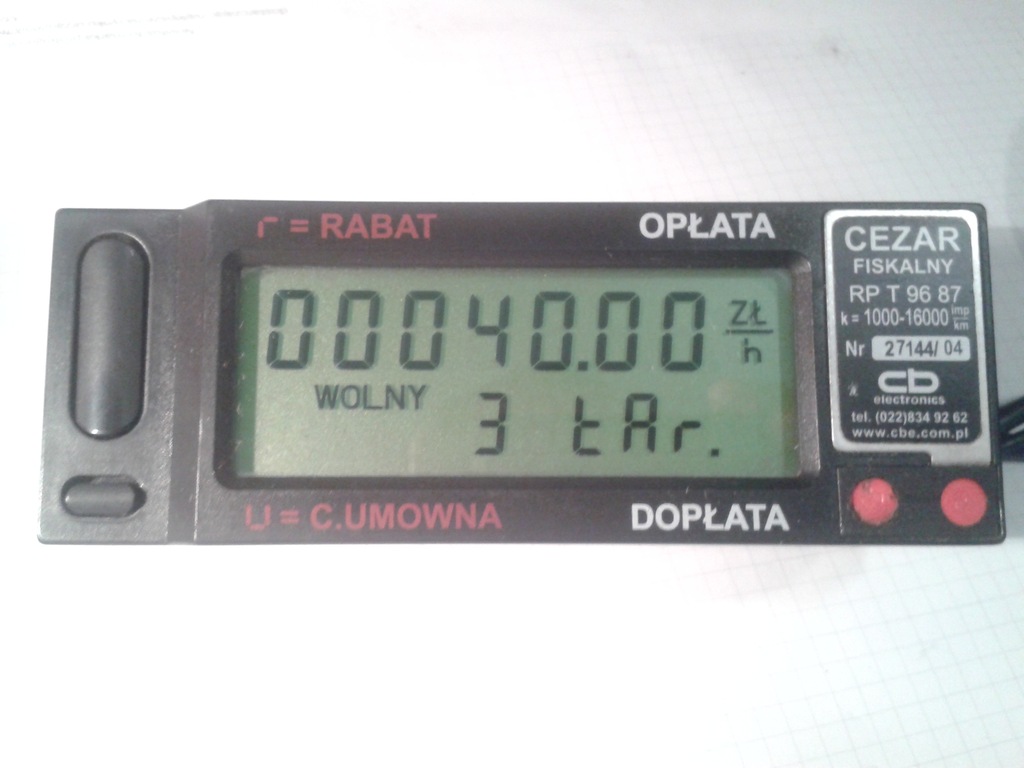 r = RABAT
OPŁATA
00040.00 ZŁ/h
WOLNY
3 tAr.
U = C.UMOWNA
DOPŁATA
CEZAR
FISKALNY
RP T 96 87
k = 1000-16000 imp/km
Nr 27144/ 04
cb
electronics
tel. (022)834 92 62
www.cbe.com.pl